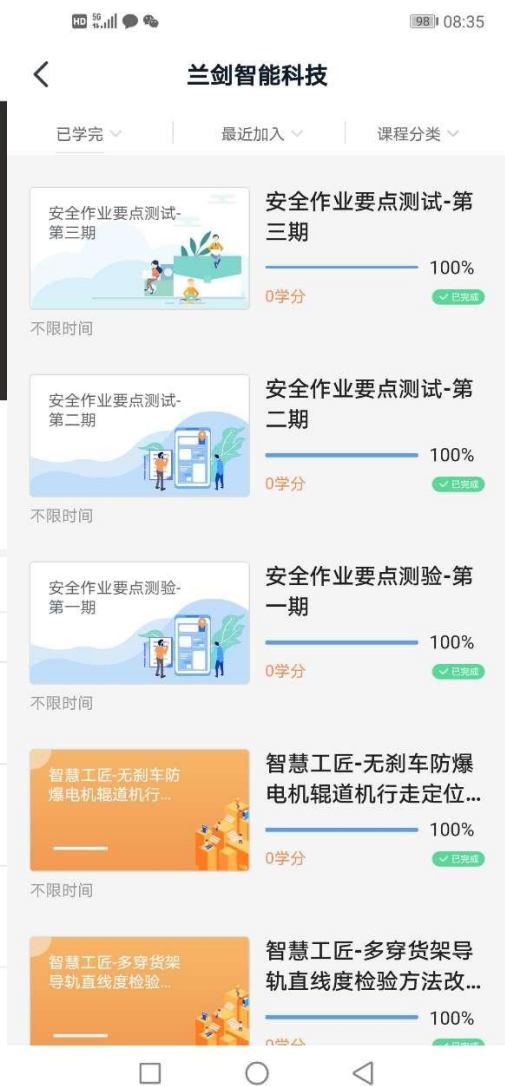 HD 5G 98 08:35
兰剑智能科技
已学完 最近加入 课程分类
安全作业要点测试-
第三期
安全作业要点测试-第
三期
100%
0学分
已完成
不限时间
安全作业要点测试-
第二期
安全作业要点测试-第
二期
100%
0学分
已完成
不限时间
安全作业要点测验-
第一期
安全作业要点测验-第
一期
100%
0学分
已完成
不限时间
智慧工匠-无刹车防
爆电机辊道机行...
智慧工匠-无刹车防爆
电机辊道机行走定位...
100%
0学分
已完成
不限时间
智慧工匠-多穿货架
导轨直线度检验...
智慧工匠-多穿货架导
轨直线度检验方法改...
100%
0学分
已完成